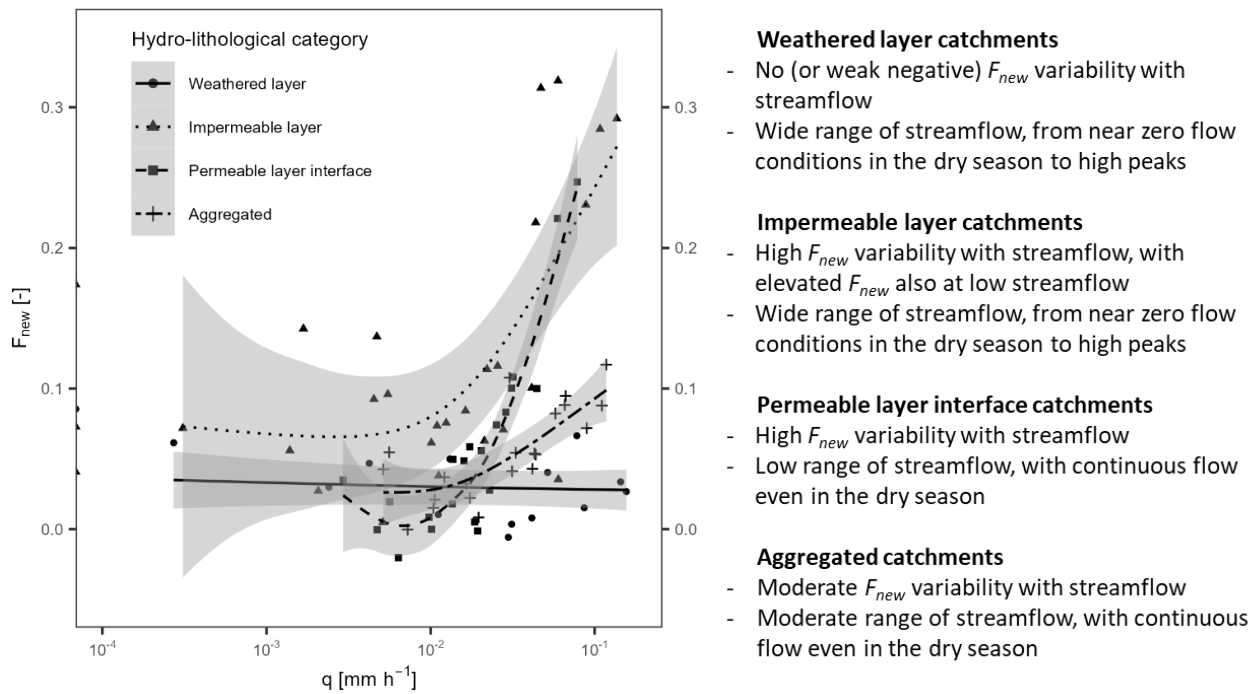 Hydro-lithological category
Weathered layer
Impermeable layer
Permeable layer interface
Aggregated
0.3
0.2
0.1
0.0
0.3
0.2
0.1
0.0
Fnew [-]
10⁻⁴
10⁻³
10⁻²
10⁻¹
q [mm h⁻¹]
Weathered layer catchments
- No (or weak negative) Fnew variability with
streamflow
- Wide range of streamflow, from near zero flow
conditions in the dry season to high peaks
Impermeable layer catchments
- High Fnew variability with streamflow, with
elevated Fnew also at low streamflow
- Wide range of streamflow, from near zero flow
conditions in the dry season to high peaks
Permeable layer interface catchments
- High Fnew variability with streamflow
- Low range of streamflow, with continuous flow
even in the dry season
Aggregated catchments
- Moderate Fnew variability with streamflow
- Moderate range of streamflow, with continuous
flow even in the dry season